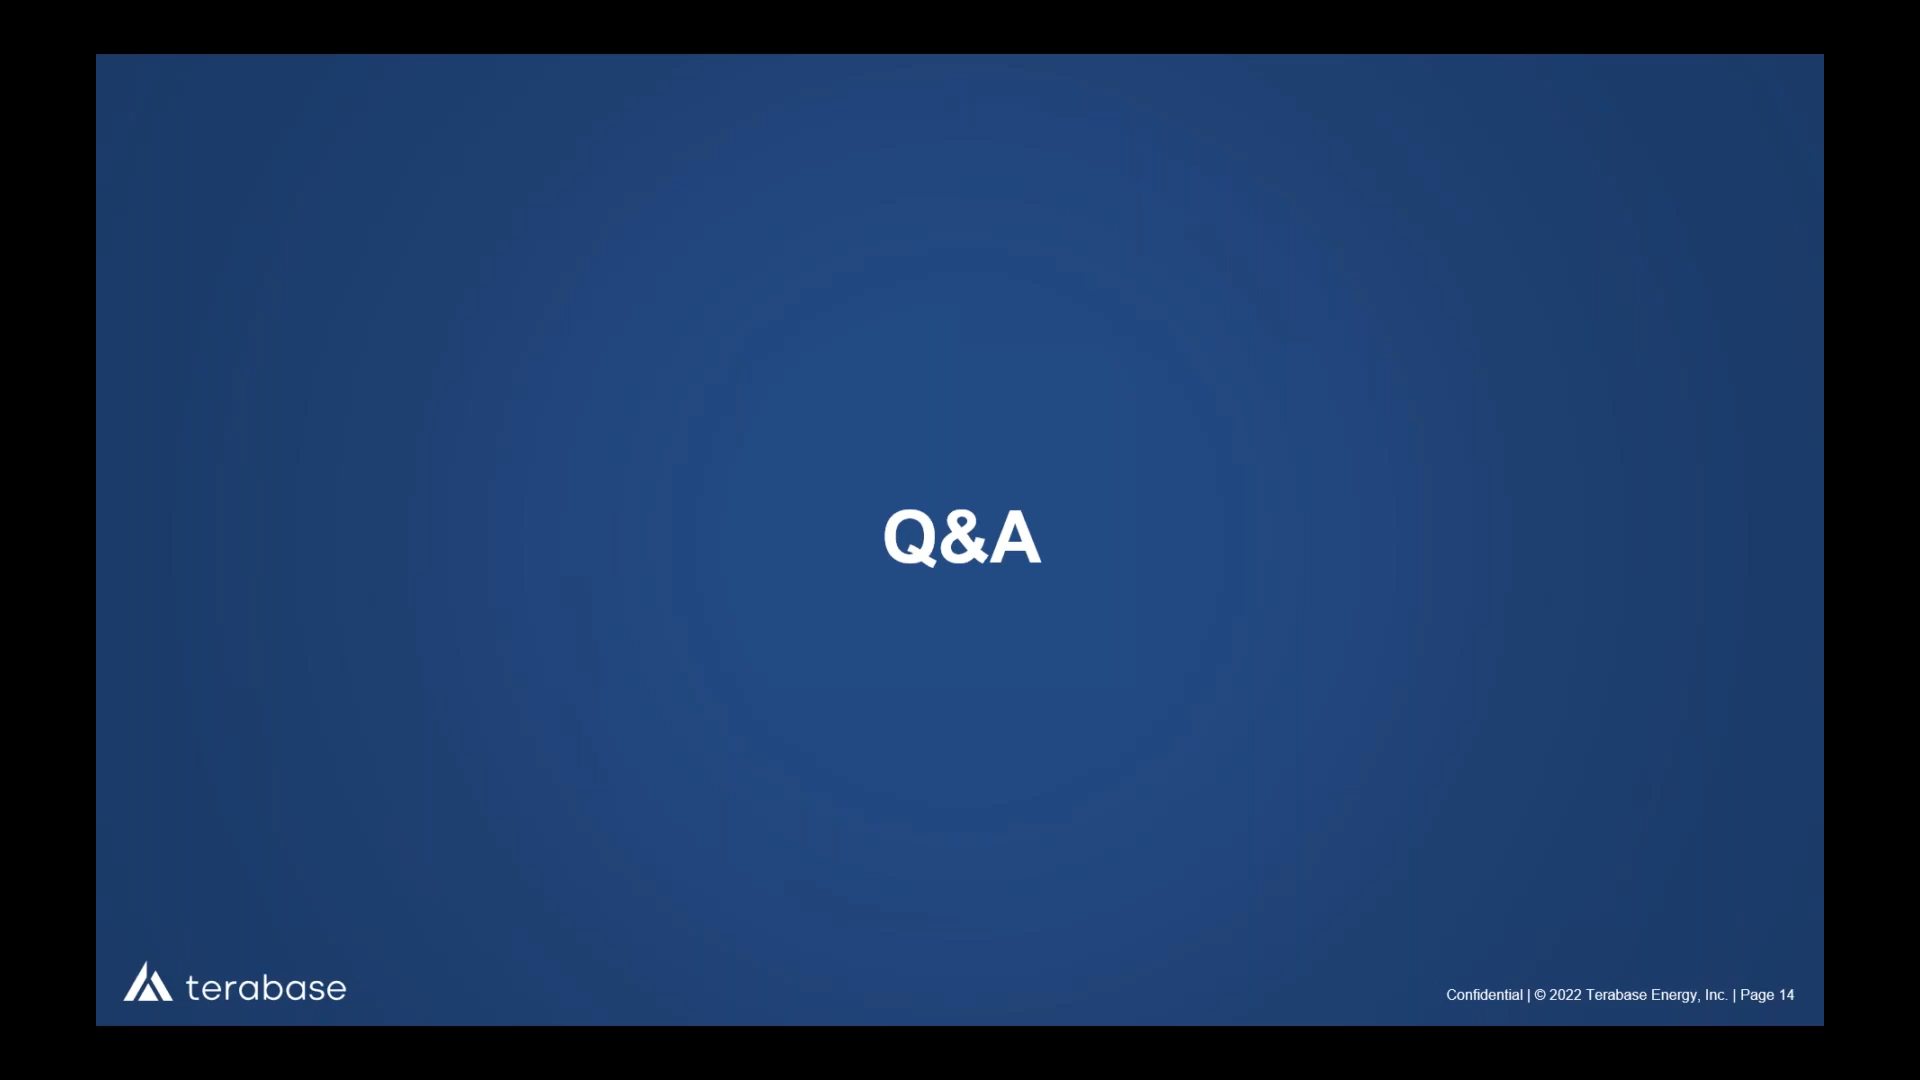 Q&A
terabase
Confidential | © 2022 Terabase Energy, Inc. | Page 14